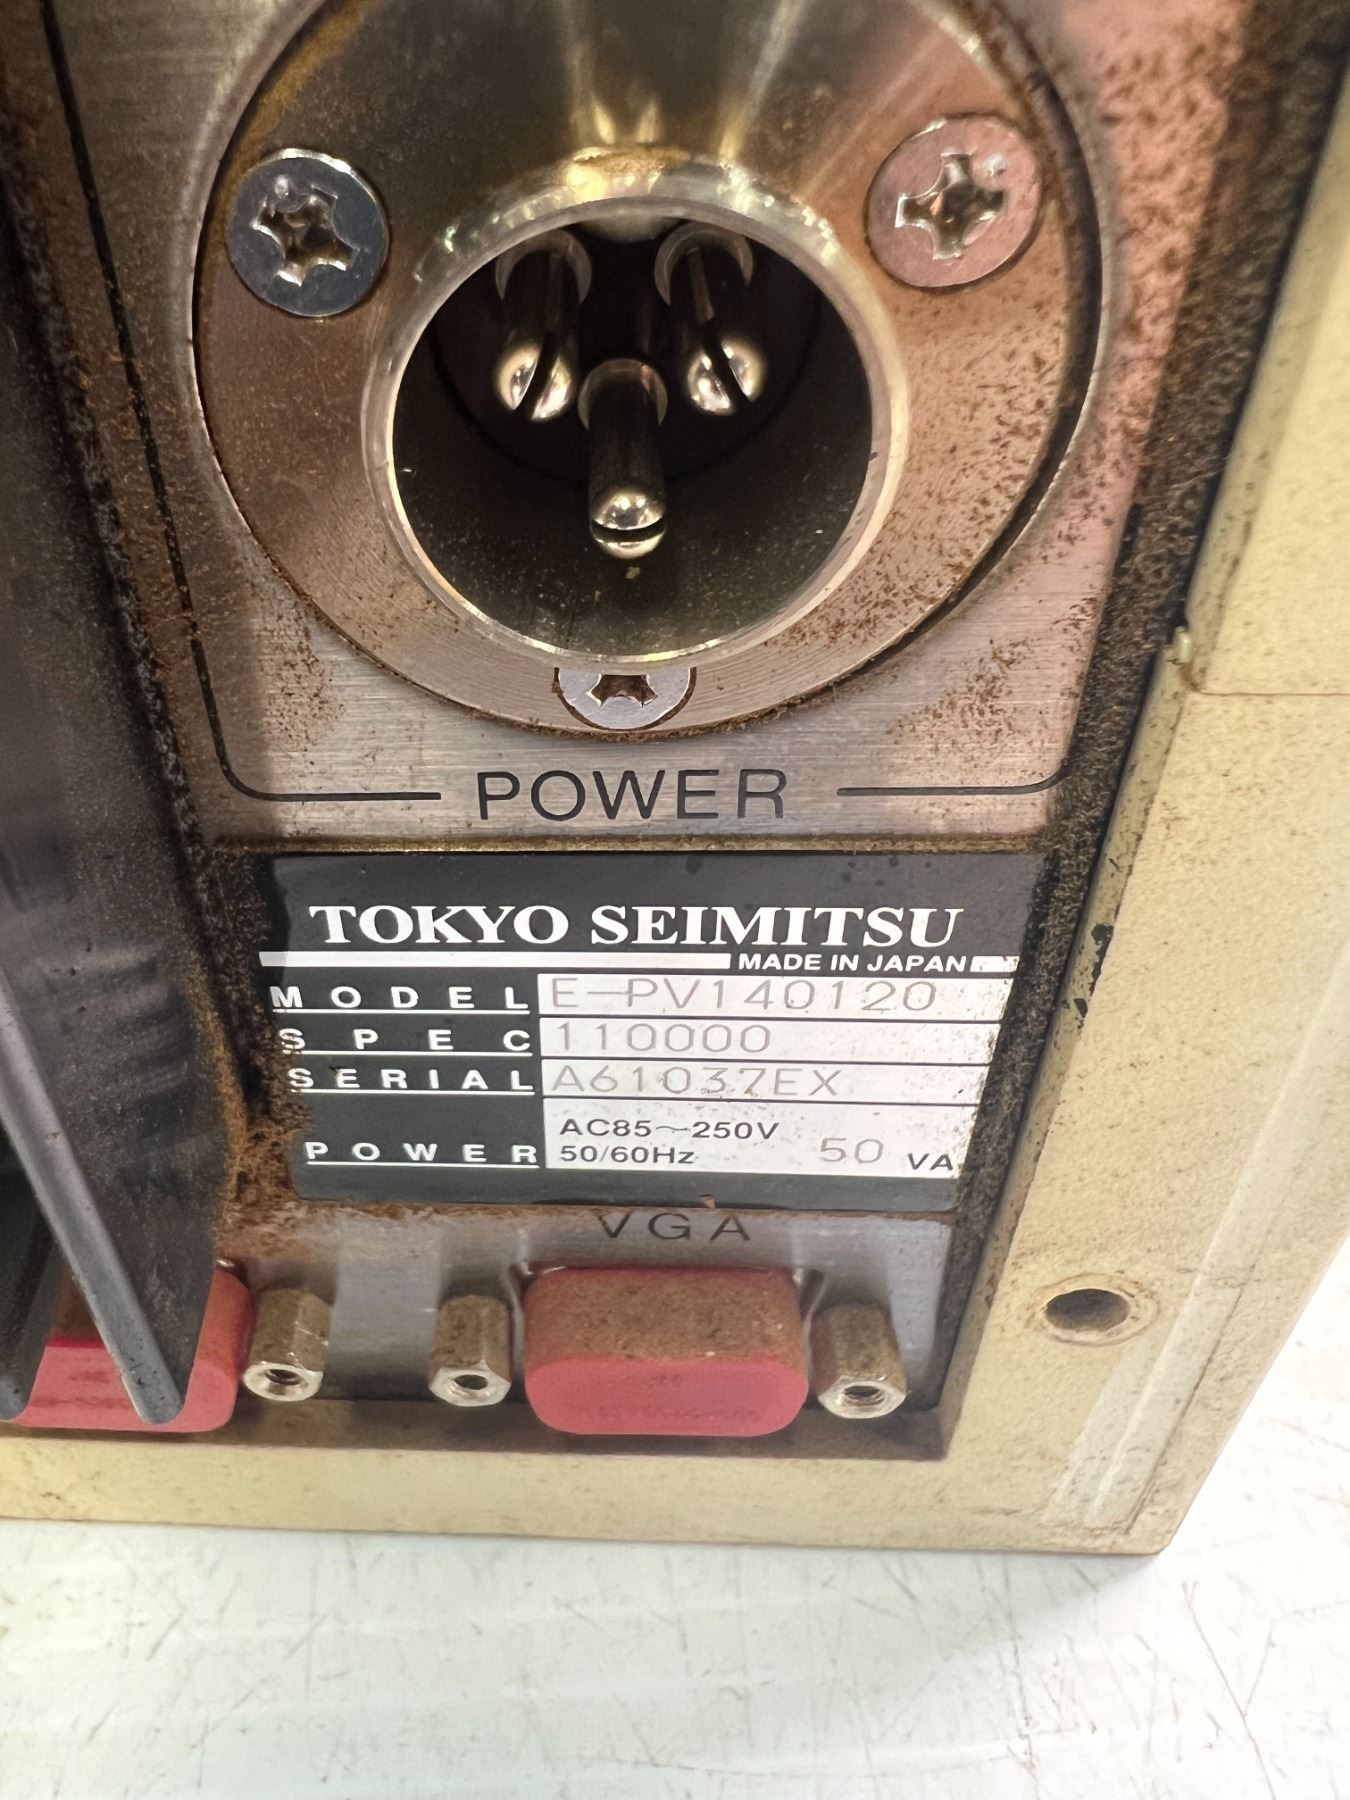 POWER
TOKYO SEIMITSU
MADE IN JAPAN
MODEL E-PV140120
SPEC 110000
SERIAL A61037EX
POWER AC85~250V 50/60Hz 50 VA
VGA